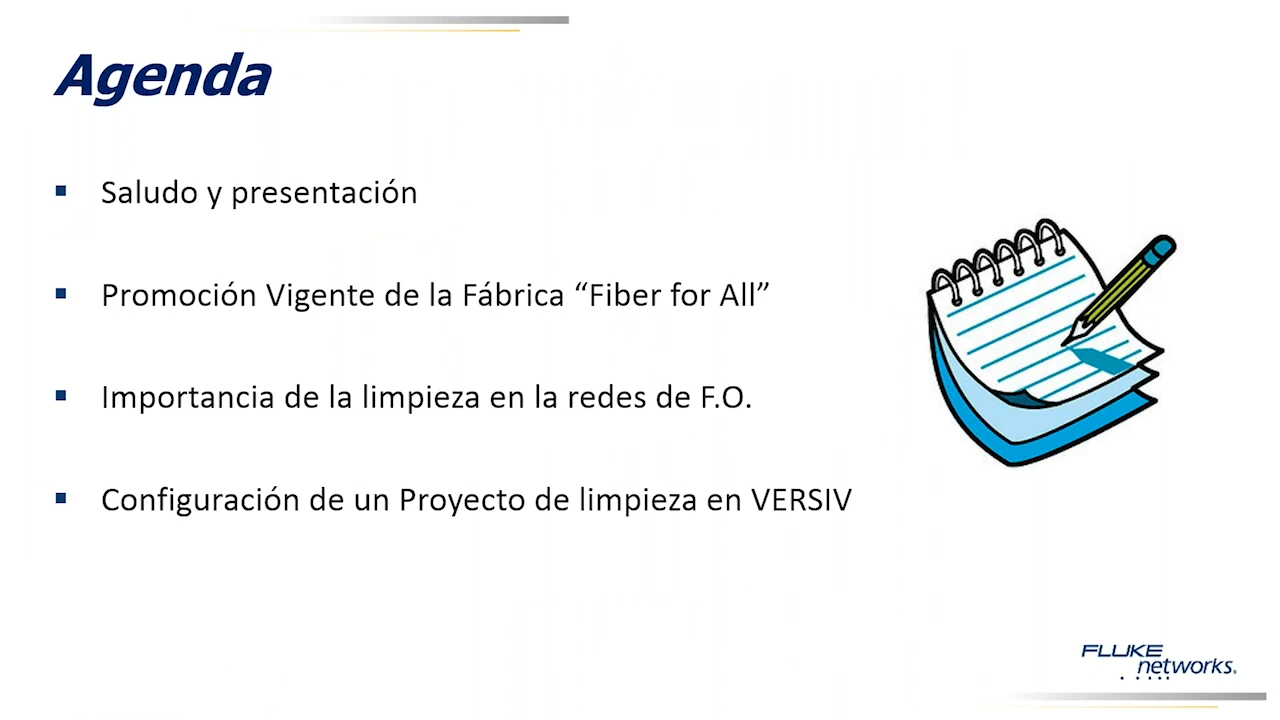 Agenda
Saludo y presentación
Promoción Vigente de la Fábrica “Fiber for All”
Importancia de la limpieza en la redes de F.O.
Configuración de un Proyecto de limpieza en VERSIV
FLUKE
networks.